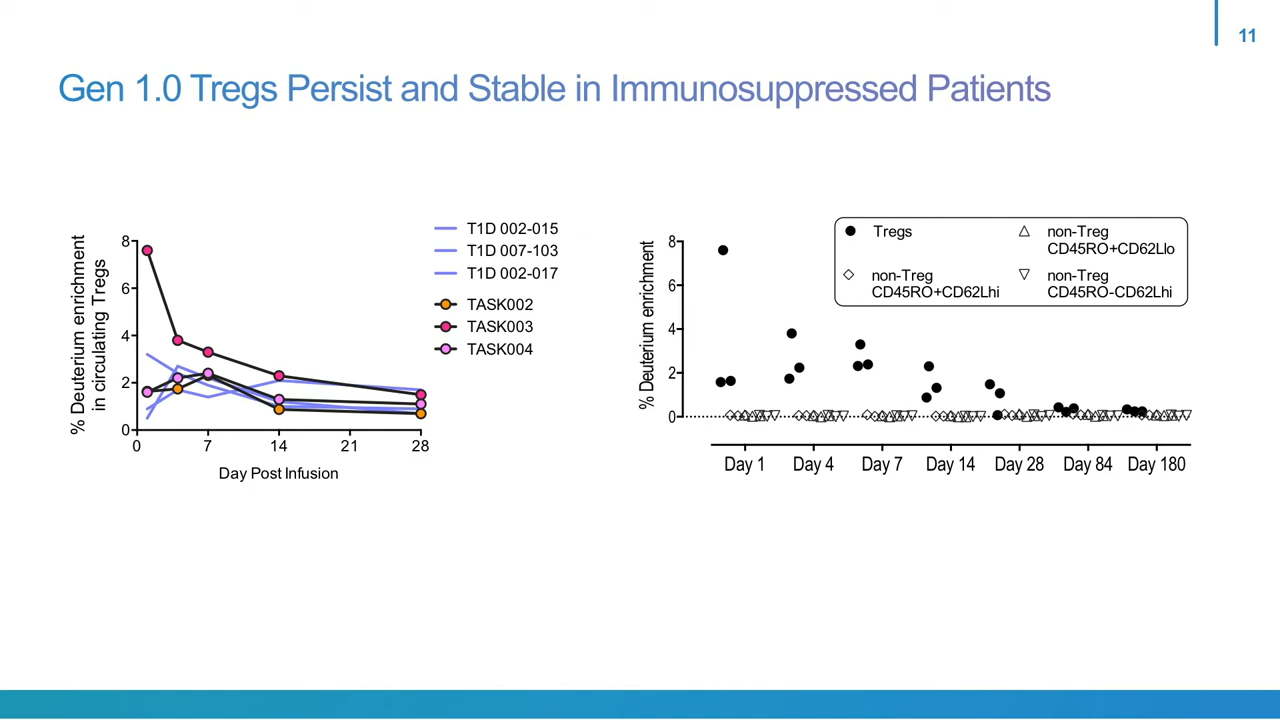 11
Gen 1.0 Tregs Persist and Stable in Immunosuppressed Patients
% Deuterium enrichment
in circulating Tregs
8
6
4
2
0
0 7 14 21 28
Day Post Infusion
T1D 002-015
T1D 007-103
T1D 002-017
TASK002
TASK003
TASK004
% Deuterium enrichment
8
6
4
2
0
Tregs
non-Treg
CD45RO+CD62Lhi
non-Treg
CD45RO+CD62Llo
non-Treg
CD45RO-CD62Lhi
Day 1 Day 4 Day 7 Day 14 Day 28 Day 84 Day 180